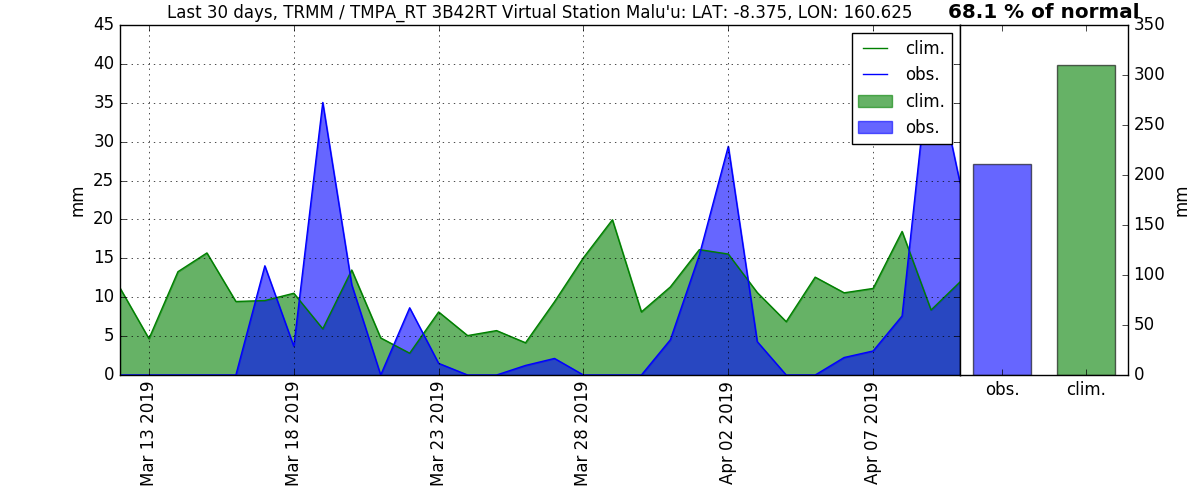 Last 30 days, TRMM / TMPA_RT 3B42RT Virtual Station Malu'u: LAT: -8.375, LON: 160.625
68.1 % of normal
45
40
35
30
25
20
15
10
5
0
mm
clim.
obs.
clim.
obs.
Mar 13 2019
Mar 18 2019
Mar 23 2019
Mar 28 2019
Apr 02 2019
Apr 07 2019
350
300
250
200
150
100
50
0
mm
obs.
clim.